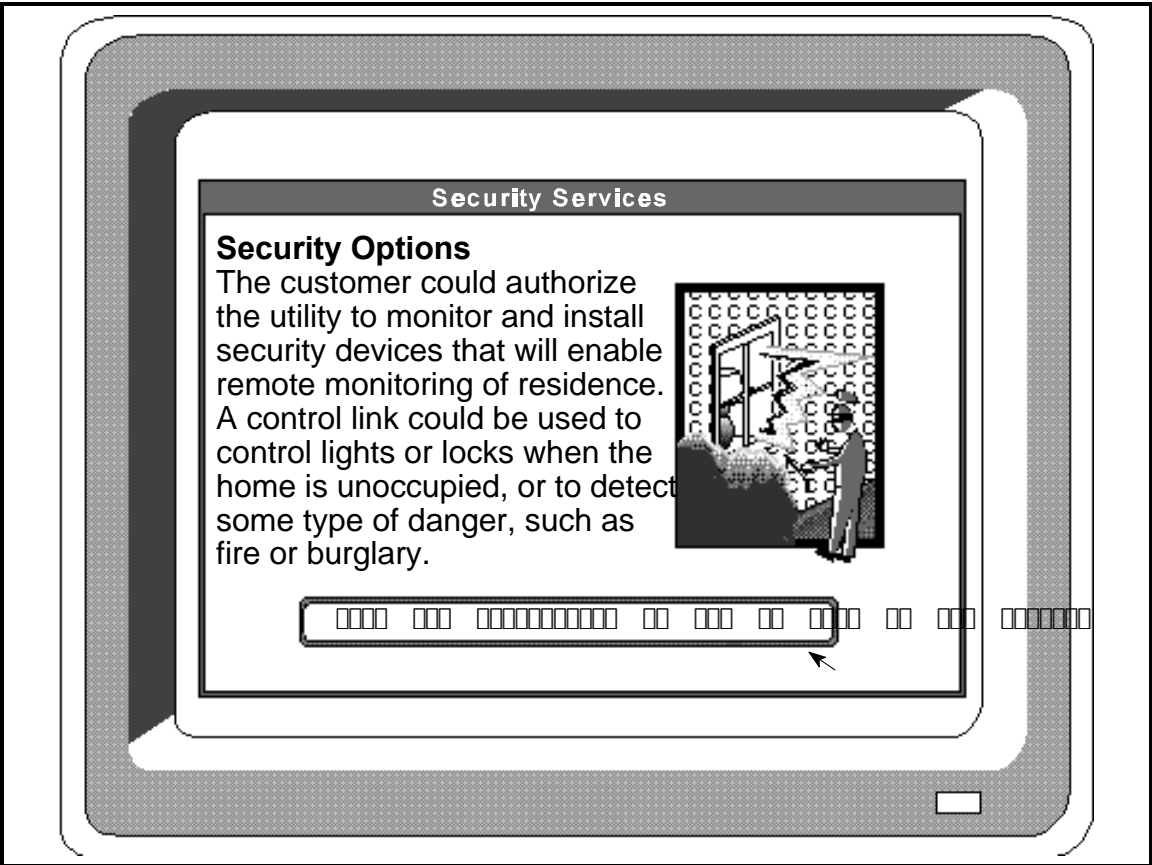 Security Services
Security Options
The customer could authorize
the utility to monitor and install
security devices that will enable
remote monitoring of residence.
A control link could be used to
control lights or locks when the
home is unoccupied, or to detect
some type of danger, such as
fire or burglary.